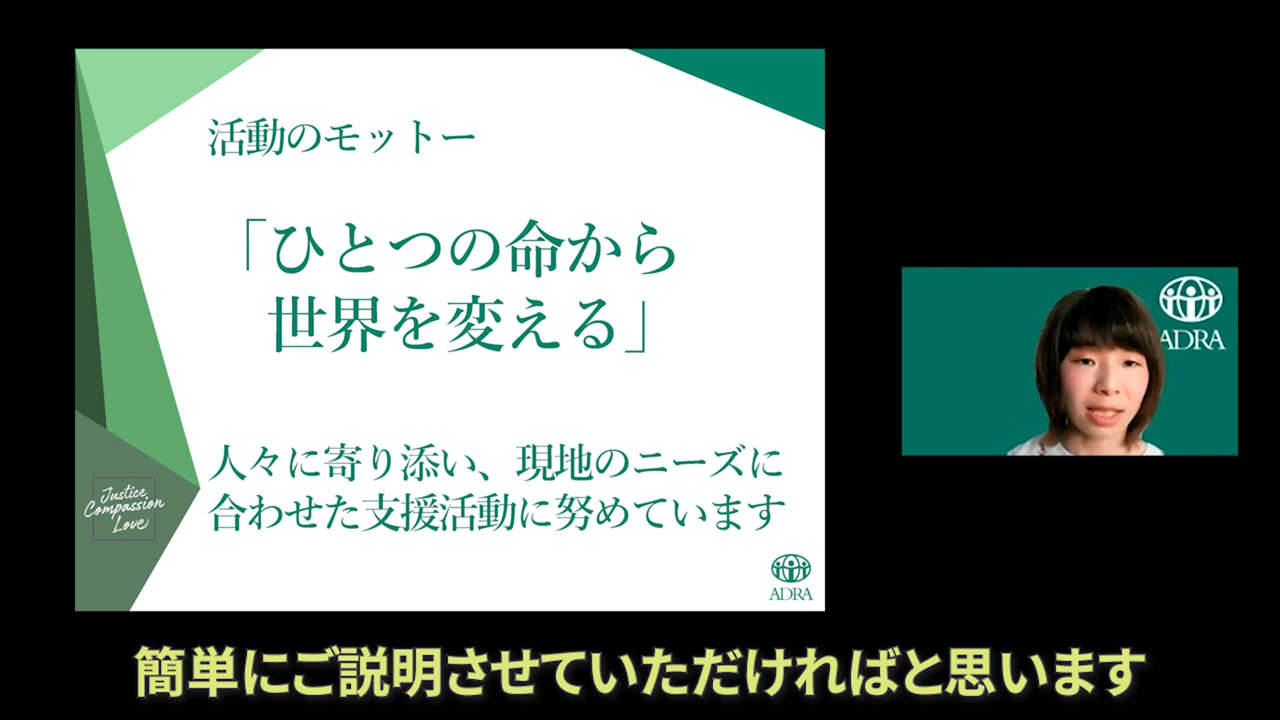 活動のモットー
「ひとつの命から
世界を変える」
人々に寄り添い、現地のニーズに
合わせた支援活動に努めています
Justice
Compassion
Love
ADRA
ADRA
簡単にご説明させていただければと思います